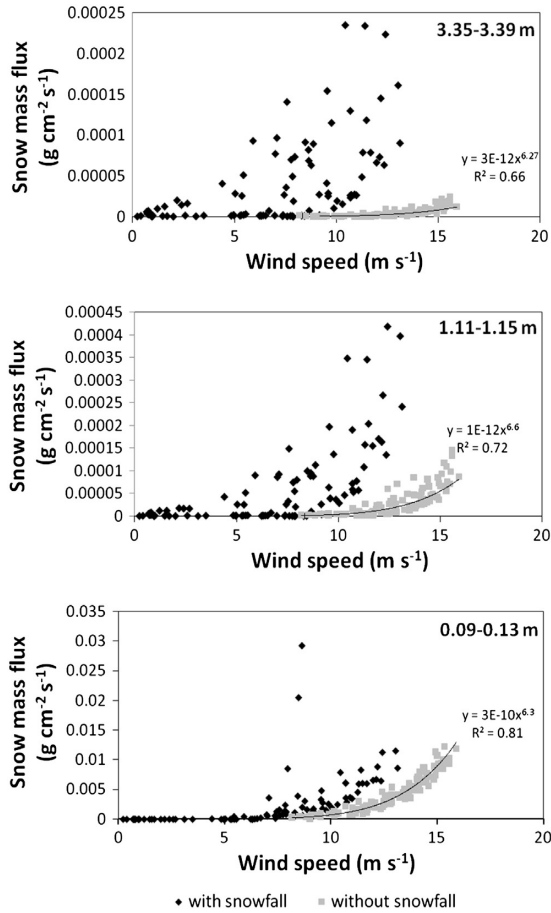 3.35-3.39 m
Snow mass flux
(g cm⁻² s⁻¹)
0.00025
0.0002
0.00015
0.0001
0.00005
0
y = 3E-12x⁶·²⁷
R² = 0.66
0 5 10 15 20
Wind speed (m s⁻¹)
1.11-1.15 m
Snow mass flux
(g cm⁻² s⁻¹)
0.00045
0.0004
0.00035
0.0003
0.00025
0.0002
0.00015
0.0001
0.00005
0
y = 1E-12x⁶·⁶
R² = 0.72
0 5 10 15 20
Wind speed (m s⁻¹)
0.09-0.13 m
Snow mass flux
(g cm⁻² s⁻¹)
0.035
0.03
0.025
0.02
0.015
0.01
0.005
0
y = 3E-10x⁶·³
R² = 0.81
0 5 10 15 20
Wind speed (m s⁻¹)
with snowfall without snowfall